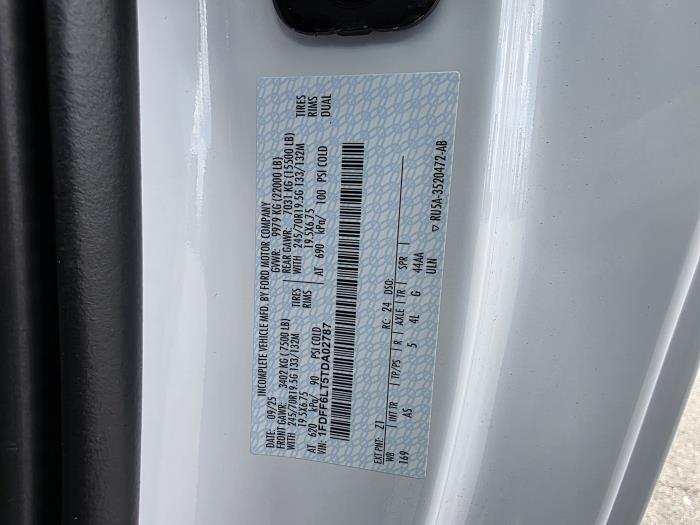 INCOMPLETE VEHICLE MFD. BY FORD MOTOR COMPANY
DATE: 09/25 GVWR: 9979 KG (22000 LB)
FRONT GAWR: 3402 KG (7500 LB) REAR GAWR: 7031 KG (15500 LB)
WITH 245/70R19.5G 133/132M TIRES WITH 245/70R19.5G 133/132M TIRES
19.5X6.75 RIMS 19.5X6.75 RIMS
AT 620 kPa/ 90 PSI COLD AT 690 kPa/ 100 PSI COLD DUAL
VIN: 1FDFF6LT5TDA02787
EXT PNT: Z1 RC: 24 DSO:
WB INT TR TP/PS R AXLE TR SPR
169 AS 5 4L G 44AA
ULN
▽ RU5A-3520472-AB